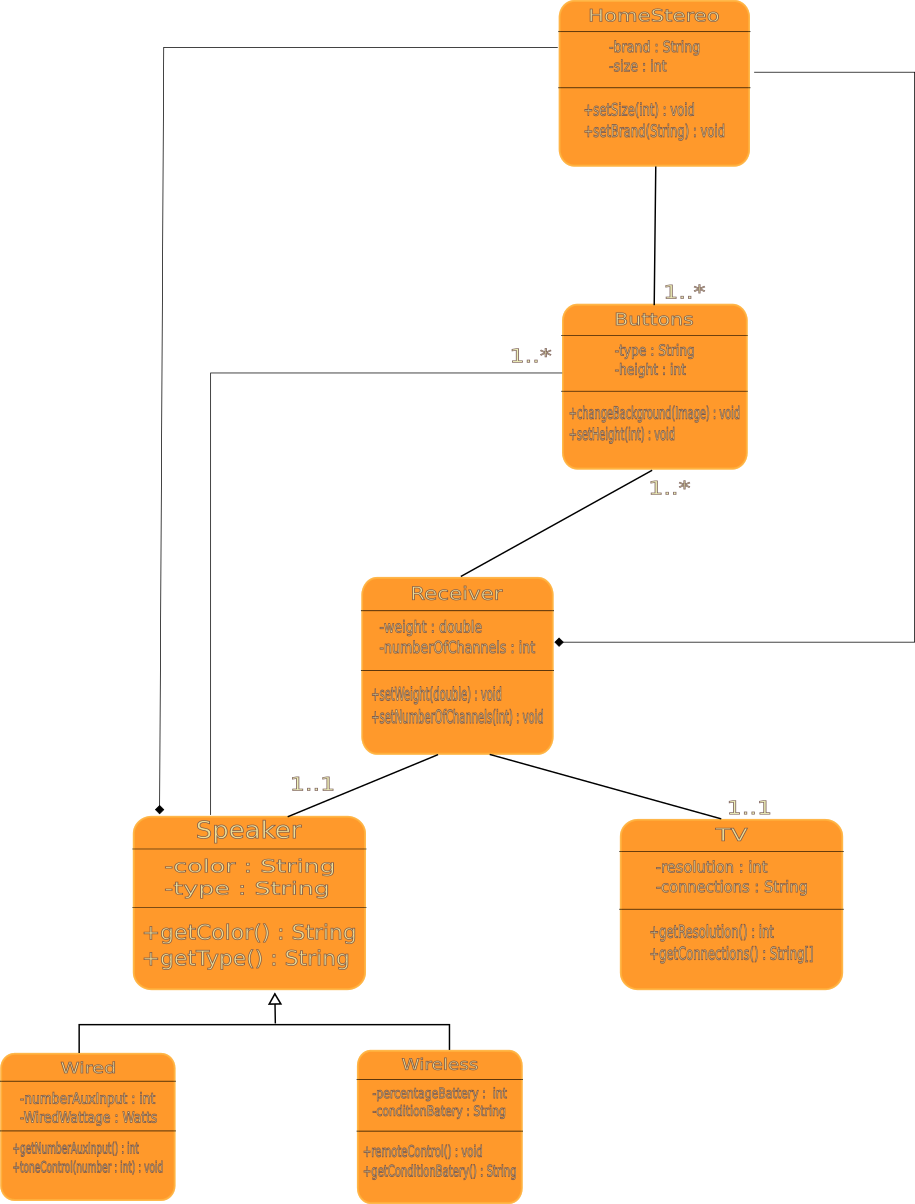 HomeStereo
-brand : String
-size : int
+setSize(int) : void
+setBrand(String) : void
1..*
Buttons
-type : String
-height : int
+changeBackground(Image) : void
+setHeight(int) : void
1..*
1..*
Receiver
-weight : double
-numberOfChannels : int
+setWeight(double) : void
+setNumberOfChannels(int) : void
1..1
1..1
Speaker
-color : String
-type : String
+getColor() : String
+getType() : String
TV
-resolution : int
-connections : String
+getResolution() : int
+getConnections() : String[]
Wired
-numberAuxInput : int
-WiredWattage : Watts
+getNumberAuxInput() : int
+toneControl(number : int) : void
Wireless
-percentageBattery : int
-conditionBatery : String
+remoteControl() : void
+getConditionBatery() : String